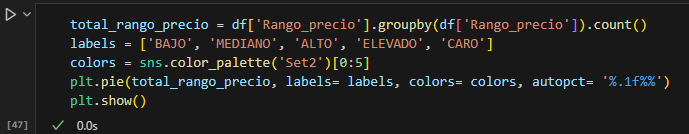 total_rango_precio = df['Rango_precio'].groupby(df['Rango_precio']).count()
labels = ['BAJO', 'MEDIANO', 'ALTO', 'ELEVADO', 'CARO']
colors = sns.color_palette('Set2')[0:5]
plt.pie(total_rango_precio, labels= labels, colors= colors, autopct= '%.1f%%')
plt.show()
[47] 0.0s